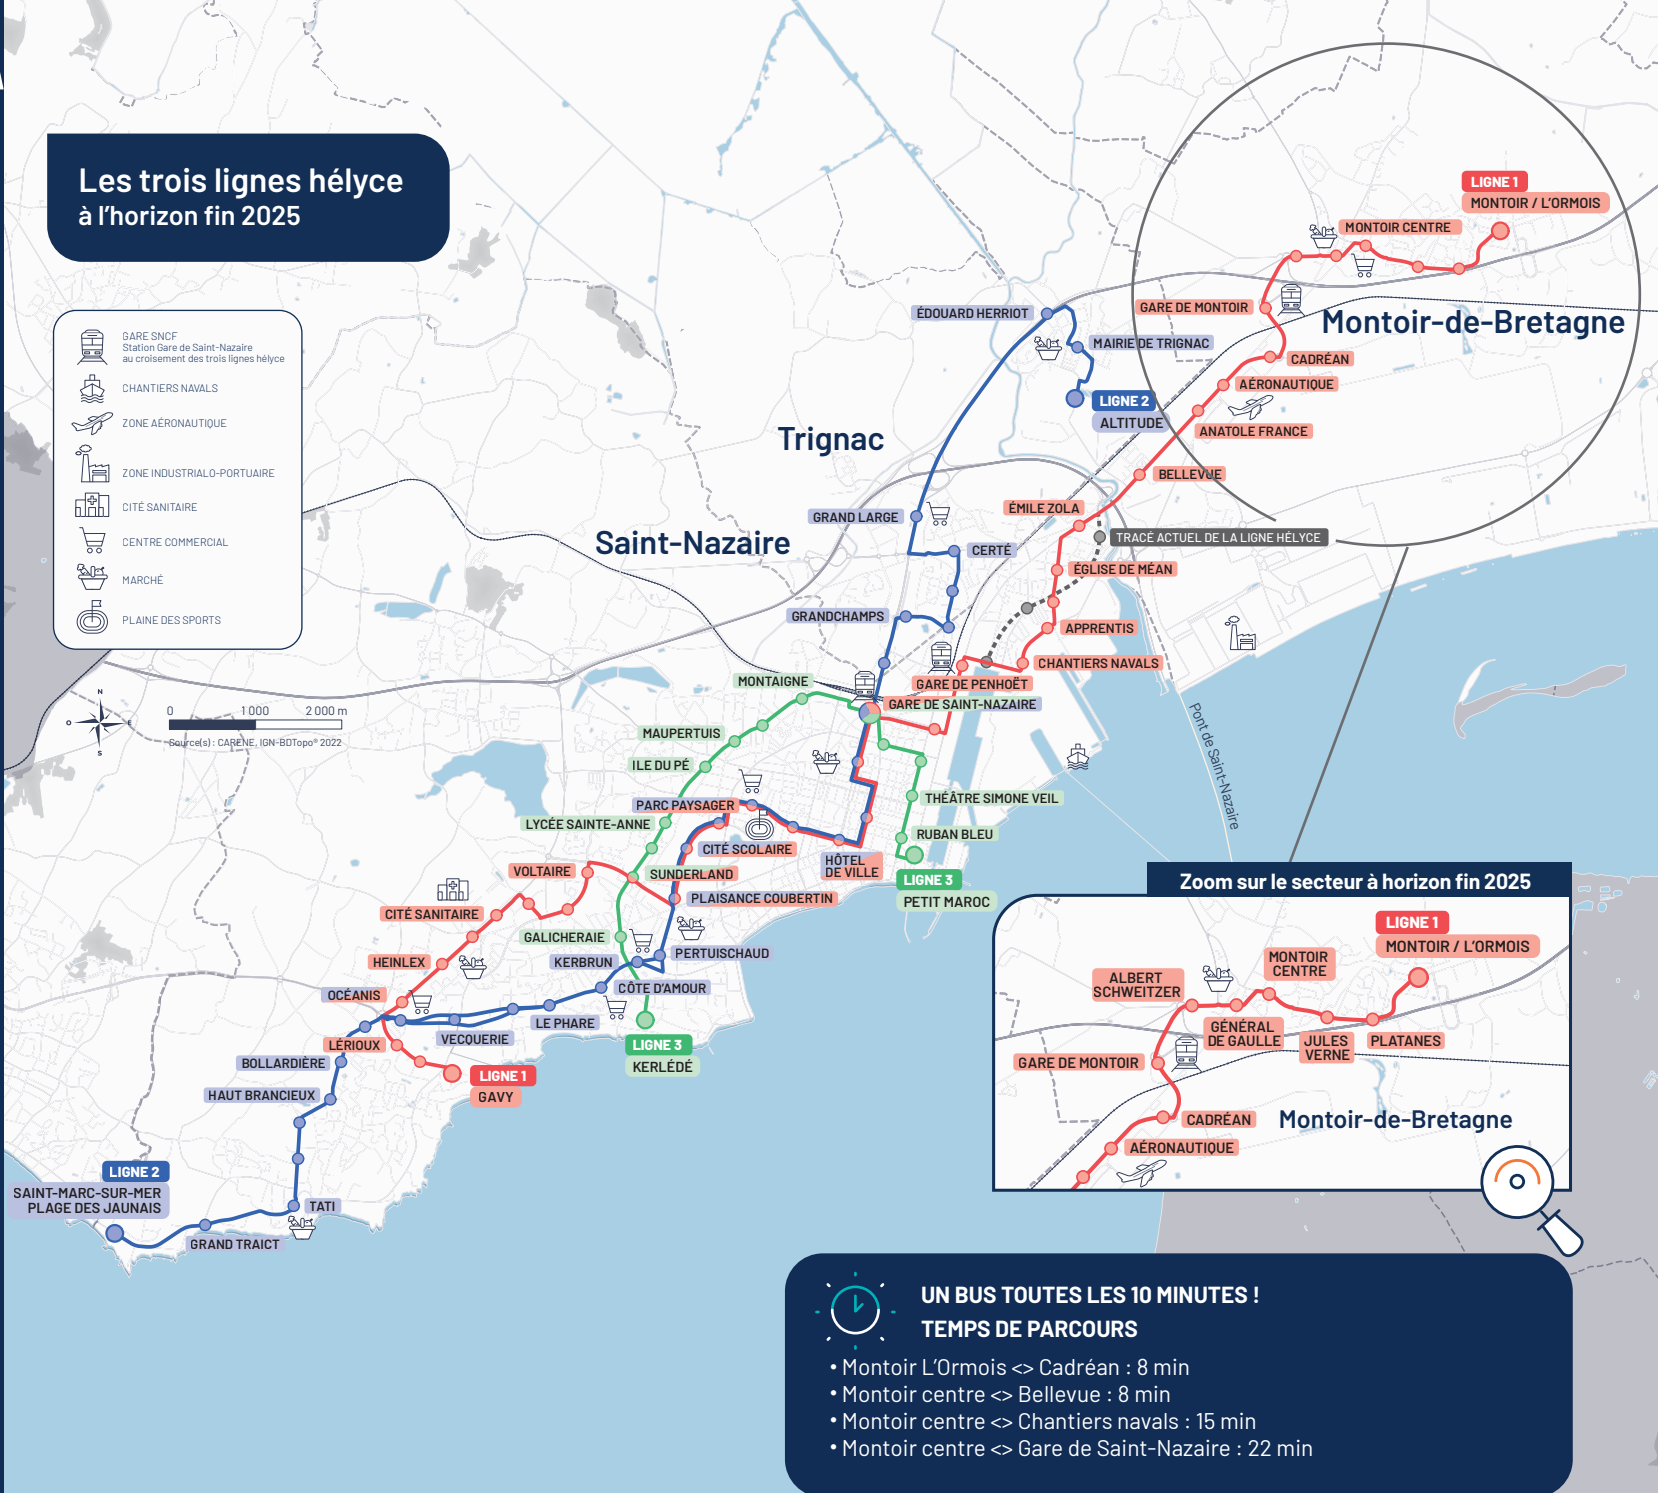 Les trois lignes hélyce
à l'horizon fin 2025
GARE SNCF
Station Gare de Saint-Nazaire
au croisement des trois lignes hélyce
CHANTIERS NAVALS
ZONE AÉRONAUTIQUE
ZONE INDUSTRIALO-PORTUAIRE
CITÉ SANITAIRE
CENTRE COMMERCIAL
MARCHÉ
PLAINE DES SPORTS
N
O
E
S
0
1 000
2 000 m
Source(s) : CARENE, IGN-BDTopo® 2022
LIGNE 1
MONTOIR / L'ORMOIS
MONTOIR CENTRE
GARE DE MONTOIR
Montoir-de-Bretagne
CADRÉAN
AÉRONAUTIQUE
ANATOLE FRANCE
BELLEVUE
ÉDOUARD HERRIOT
MAIRIE DE TRIGNAC
LIGNE 2
ALTITUDE
Trignac
Saint-Nazaire
GRAND LARGE
CERTÉ
GRANDCHAMPS
ÉMILE ZOLA
TRACÉ ACTUEL DE LA LIGNE HÉLYCE
ÉGLISE DE MÉAN
APPRENTIS
CHANTIERS NAVALS
GARE DE PENHOËT
GARE DE SAINT-NAZAIRE
MONTAIGNE
MAUPERTUIS
ILE DU PÉ
PARC PAYSAGER
LYCÉE SAINTE-ANNE
CITÉ SCOLAIRE
HÔTEL
DE VILLE
THÉÂTRE SIMONE VEIL
RUBAN BLEU
LIGNE 3
PETIT MAROC
Pont de Saint-Nazaire
VOLTAIRE
SUNDERLAND
PLAISANCE COUBERTIN
CITÉ SANITAIRE
GALICHERAIE
PERTUISCHAUD
KERBRUN
HEINLEX
CÔTE D'AMOUR
OCÉANIS
LE PHARE
VECQUERIE
LÉRIOUX
LIGNE 3
KERLÉDÉ
BOLLARDIÈRE
LIGNE 1
GAVY
HAUT BRANCIEUX
LIGNE 2
SAINT-MARC-SUR-MER
PLAGE DES JAUNAIS
TATI
GRAND TRAICT
Zoom sur le secteur à horizon fin 2025
LIGNE 1
MONTOIR / L'ORMOIS
MONTOIR
CENTRE
ALBERT
SCHWEITZER
GÉNÉRAL
DE GAULLE
JULES
VERNE
PLATANES
GARE DE MONTOIR
CADRÉAN
Montoir-de-Bretagne
AÉRONAUTIQUE
UN BUS TOUTES LES 10 MINUTES !
TEMPS DE PARCOURS
• Montoir L'Ormois <> Cadréan : 8 min
• Montoir centre <> Bellevue : 8 min
• Montoir centre <> Chantiers navals : 15 min
• Montoir centre <> Gare de Saint-Nazaire : 22 min